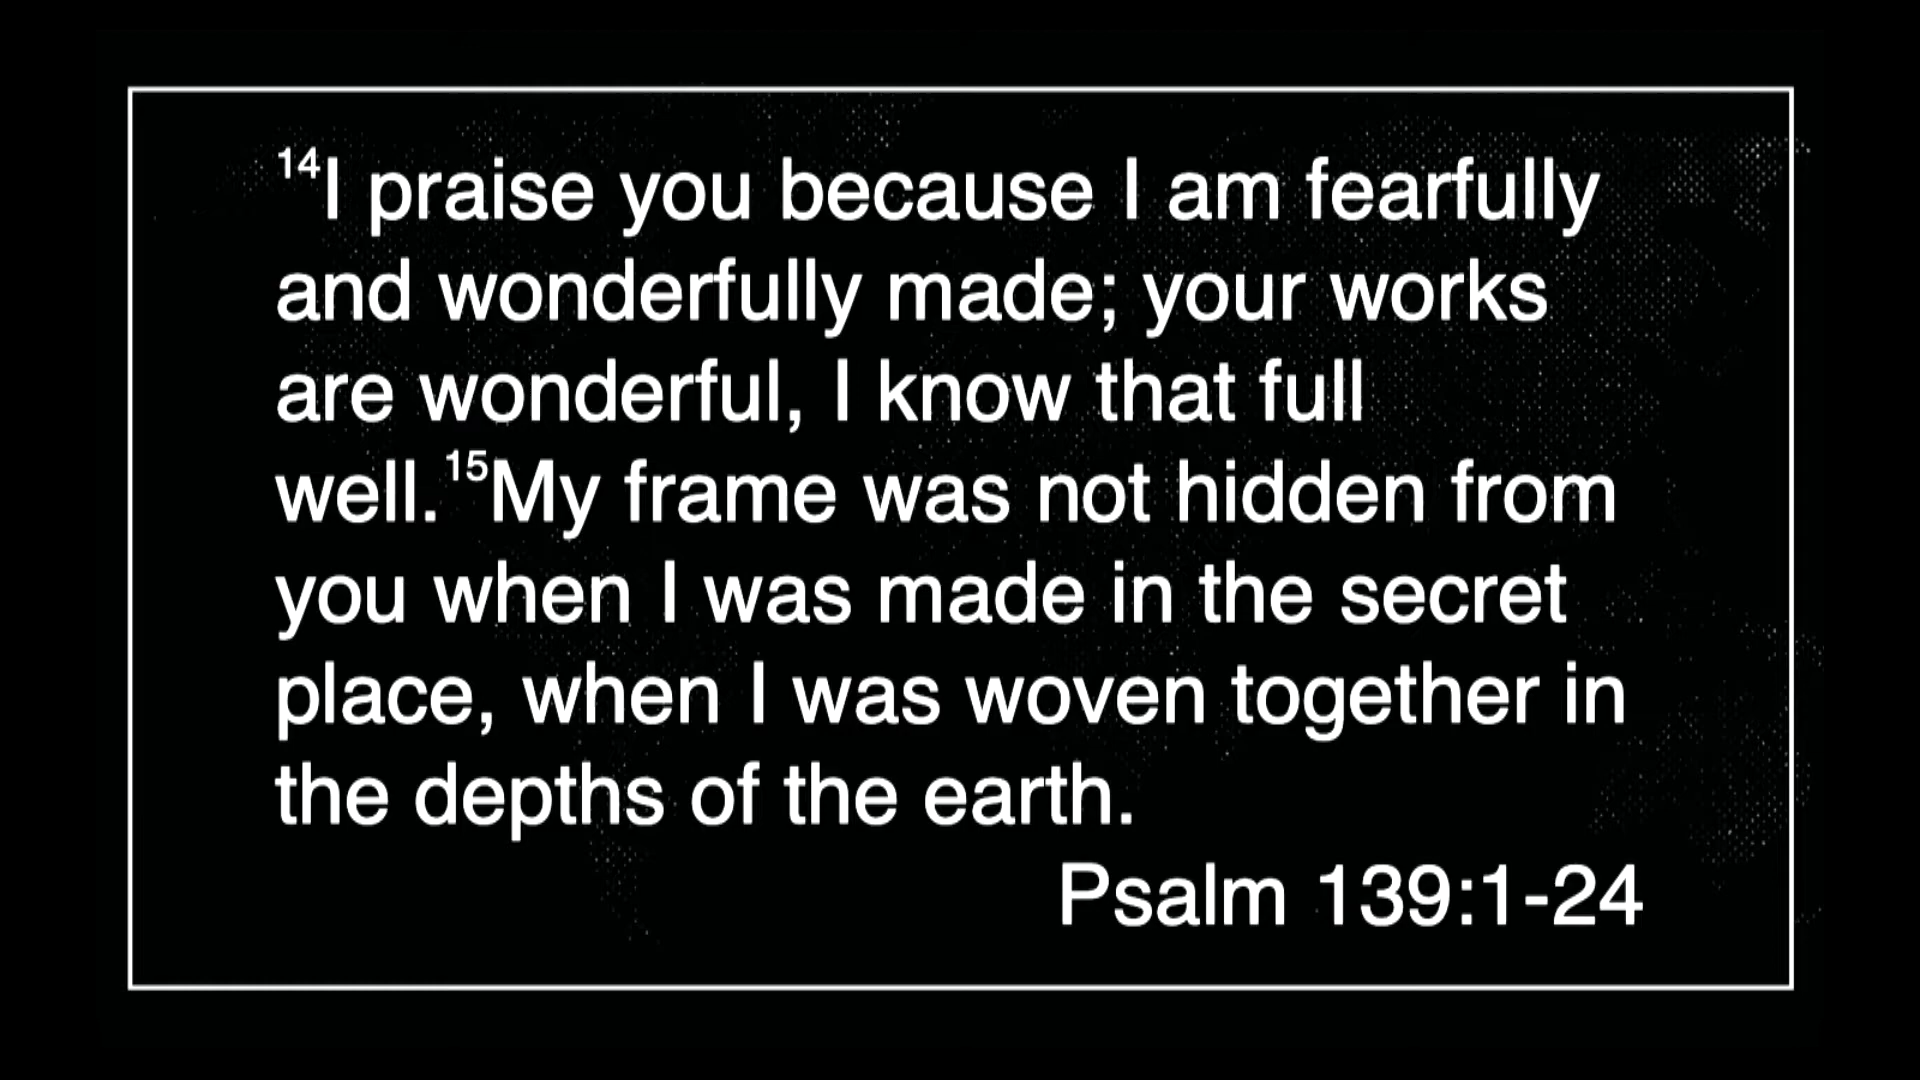 ¹⁴I praise you because I am fearfully
and wonderfully made; your works
are wonderful, I know that full
well.¹⁵My frame was not hidden from
you when I was made in the secret
place, when I was woven together in
the depths of the earth.
Psalm 139:1-24